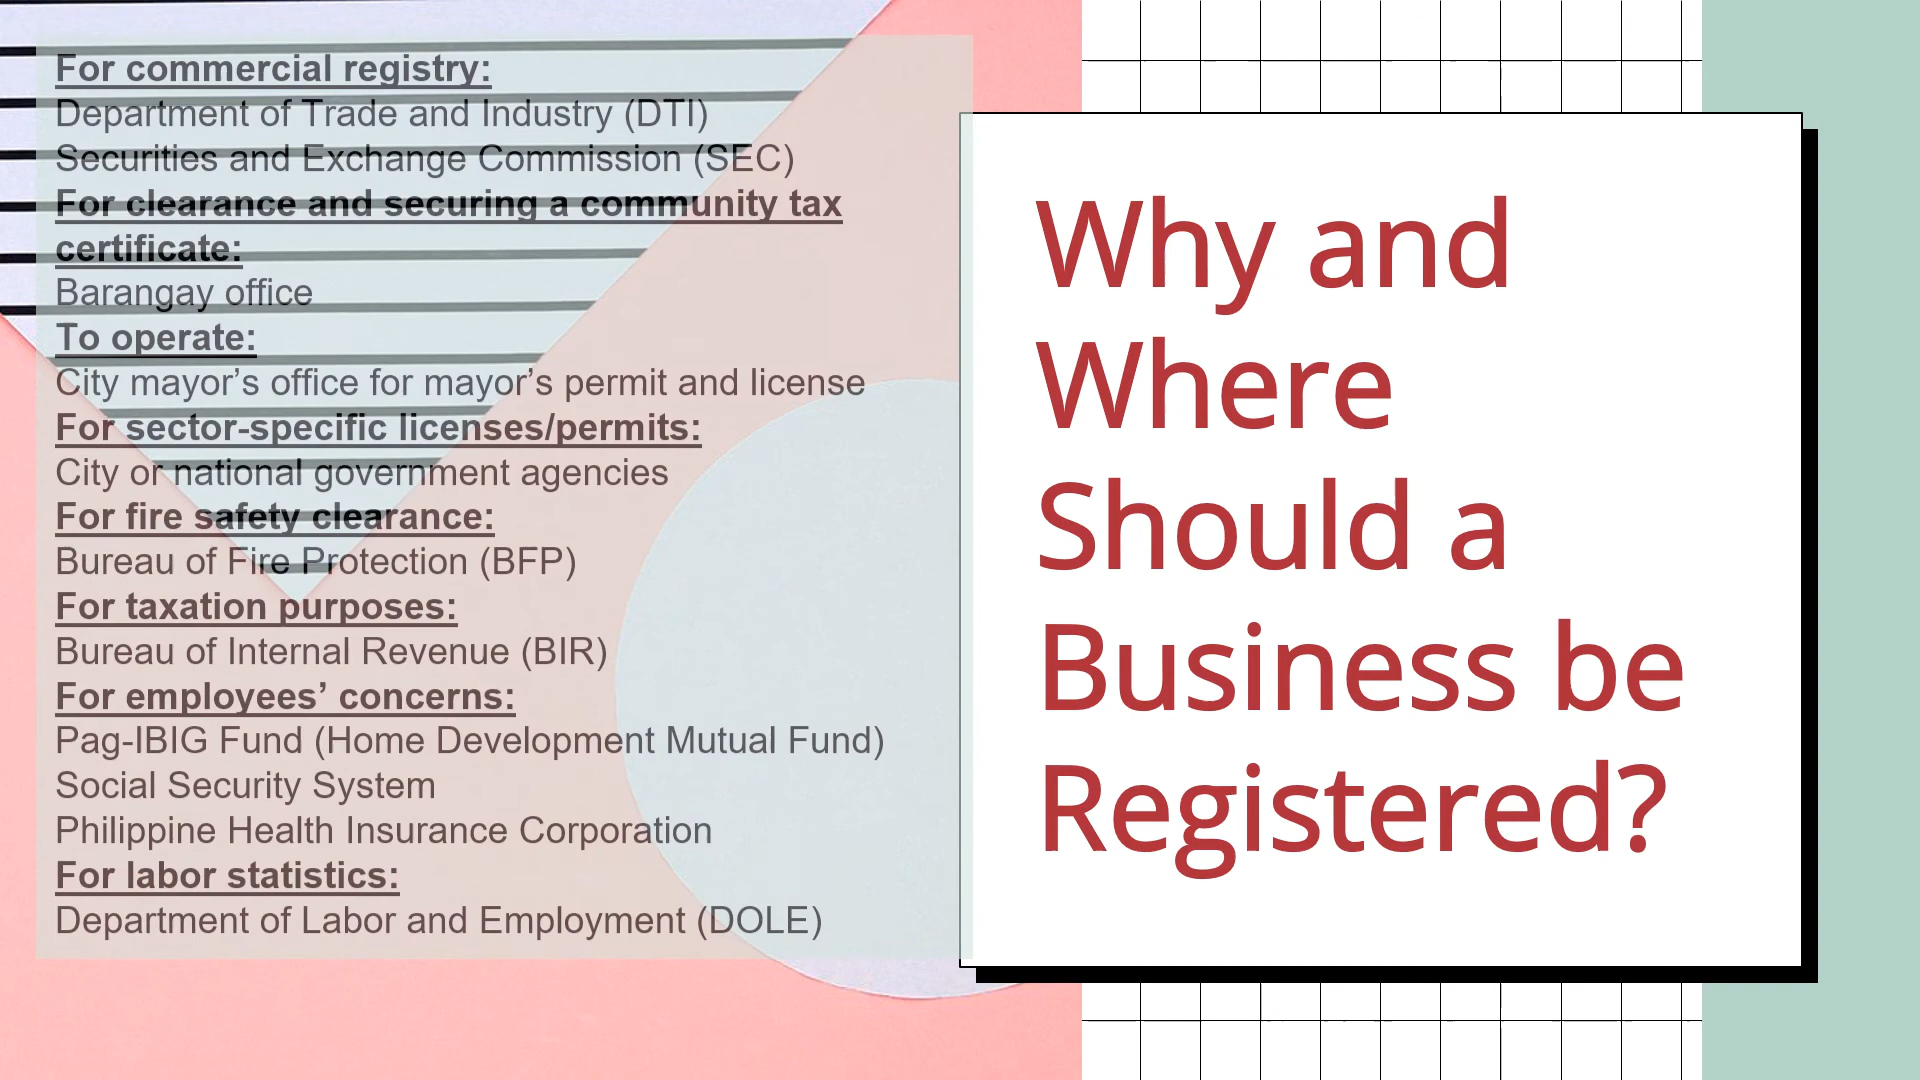 For commercial registry:
Department of Trade and Industry (DTI)
Securities and Exchange Commission (SEC)
For clearance and securing a community tax
certificate:
Barangay office
To operate:
City mayor’s office for mayor’s permit and license
For sector-specific licenses/permits:
City or national government agencies
For fire safety clearance:
Bureau of Fire Protection (BFP)
For taxation purposes:
Bureau of Internal Revenue (BIR)
For employees’ concerns:
Pag-IBIG Fund (Home Development Mutual Fund)
Social Security System
Philippine Health Insurance Corporation
For labor statistics:
Department of Labor and Employment (DOLE)
Why and
Where
Should a
Business be
Registered?